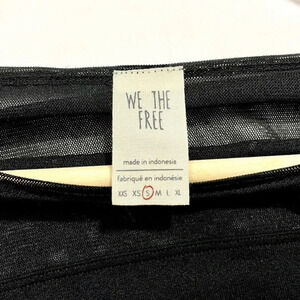 WE THE
FREE
made in indonesia
fabriqué en indonésie
XXS XS S M L XL